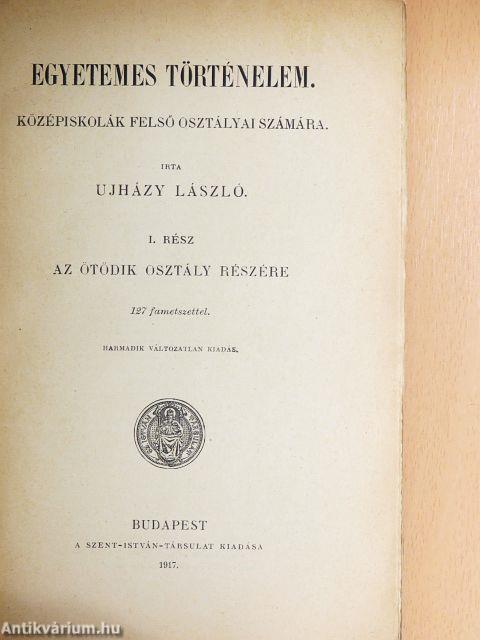 EGYETEMES TÖRTÉNELEM.
KÖZÉPISKOLÁK FELSŐ OSZTÁLYAI SZÁMÁRA.
IRTA
UJHÁZY LÁSZLÓ.
I. RÉSZ
AZ ÖTÖDIK OSZTÁLY RÉSZÉRE
127 fametszettel.
HARMADIK VÁLTOZATLAN KIADÁS.
BUDAPEST
A SZENT-ISTVÁN-TÁRSULAT KIADÁSA
1917.
Antikvárium.hu